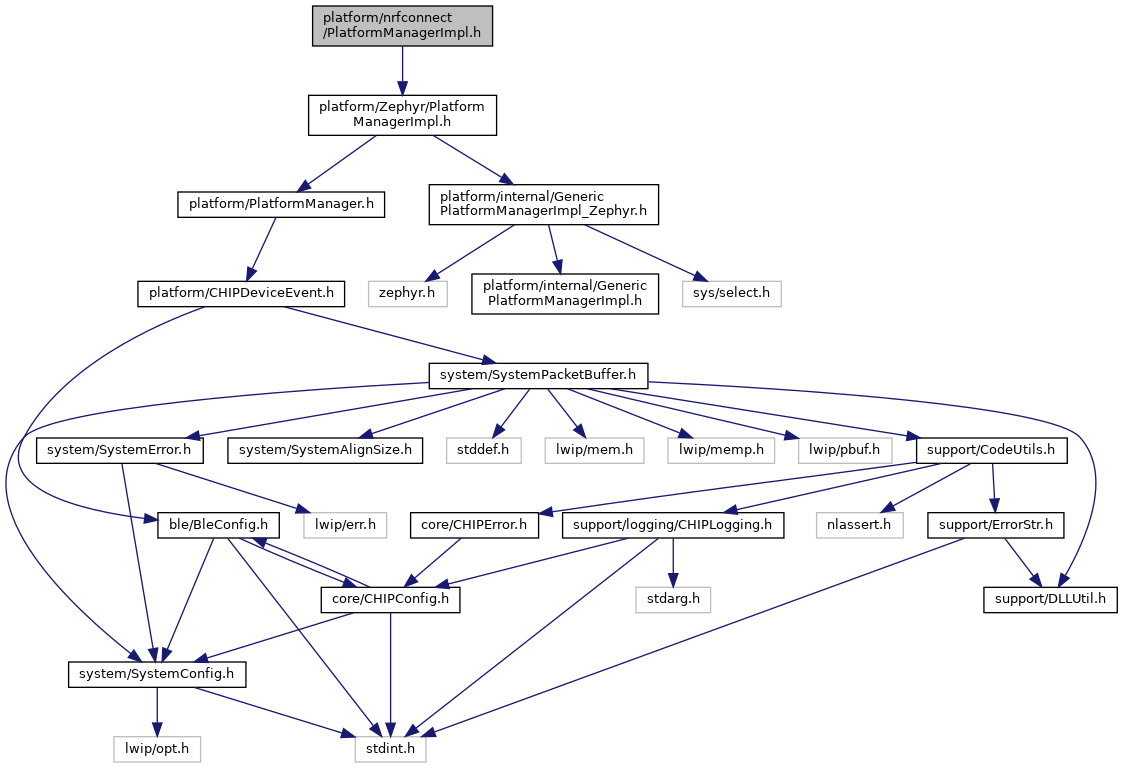 platform/nrfconnect
/PlatformManagerImpl.h
platform/Zephyr/Platform
ManagerImpl.h
platform/PlatformManager.h
platform/internal/Generic
PlatformManagerImpl_Zephyr.h
platform/CHIPDeviceEvent.h
zephyr.h
platform/internal/Generic
PlatformManagerImpl.h
sys/select.h
system/SystemPacketBuffer.h
system/SystemError.h
system/SystemAlignSize.h
stddef.h
lwip/mem.h
lwip/memp.h
lwip/pbuf.h
support/CodeUtils.h
ble/BleConfig.h
lwip/err.h
core/CHIPError.h
support/logging/CHIPLogging.h
nlassert.h
support/ErrorStr.h
core/CHIPConfig.h
stdarg.h
support/DLLUtil.h
system/SystemConfig.h
lwip/opt.h
stdint.h